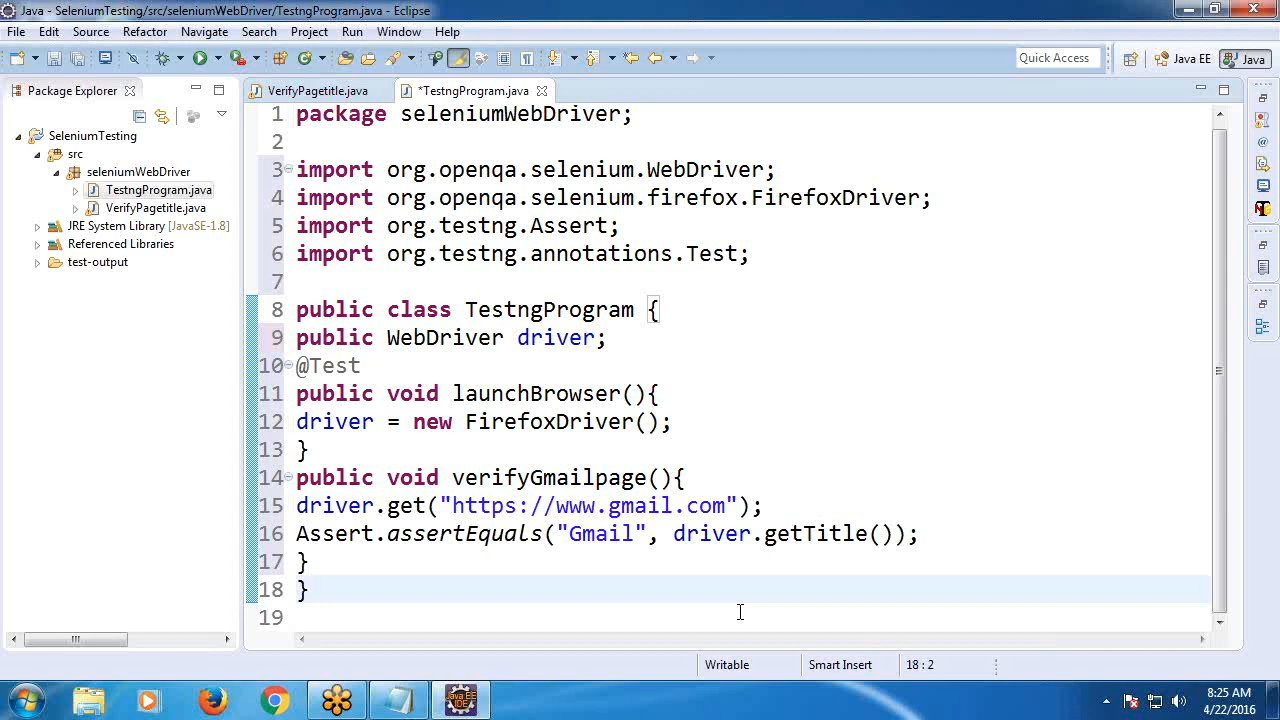 Java - SeleniumTesting/src/seleniumWebDriver/TestngProgram.java - Eclipse
File Edit Source Refactor Navigate Search Project Run Window Help
Quick Access
Java EE
Java
Package Explorer
SeleniumTesting
src
seleniumWebDriver
TestngProgram.java
VerifyPagetitle.java
JRE System Library [JavaSE-1.8]
Referenced Libraries
test-output
VerifyPagetitle.java
*TestngProgram.java
1 package seleniumWebDriver;
2
3 import org.openqa.selenium.WebDriver;
4 import org.openqa.selenium.firefox.FirefoxDriver;
5 import org.testng.Assert;
6 import org.testng.annotations.Test;
7
8 public class TestngProgram {
9 public WebDriver driver;
10 @Test
11 public void launchBrowser(){
12 driver = new FirefoxDriver();
13 }
14 public void verifyGmailpage(){
15 driver.get("https://www.gmail.com");
16 Assert.assertEquals("Gmail", driver.getTitle());
17 }
18 }
19
Writable
Smart Insert
18 : 2
Java EE
IDE
8:25 AM
4/22/2016